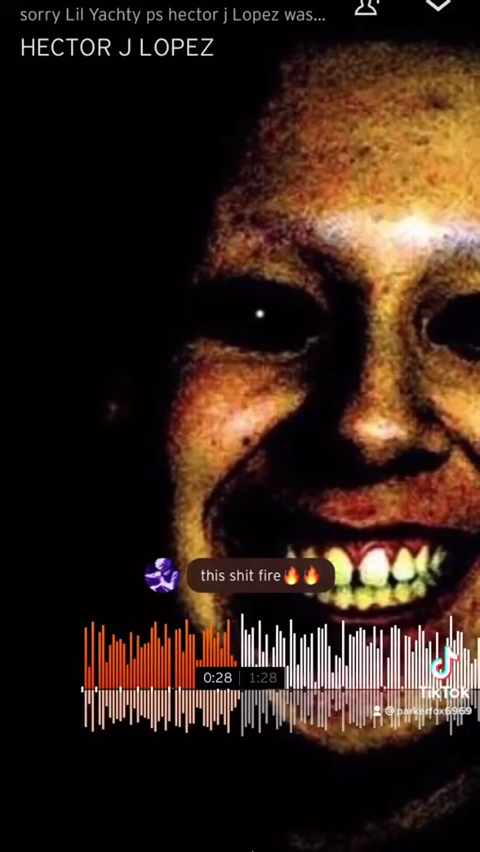 sorry Lil Yachty ps hector j Lopez was...
HECTOR J LOPEZ
this shit fire🔥🔥
0:28 | 1:28
TikTok
@parkerfox6969